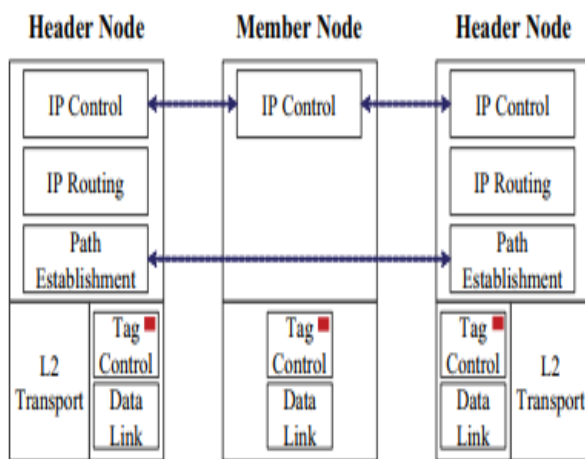 Header Node
Member Node
Header Node
IP Control
IP Control
IP Control
IP Routing
IP Routing
Path
Establishment
Path
Establishment
L2
Transport
Tag
Control
Data
Link
Tag
Control
Data
Link
Tag
Control
Data
Link
L2
Transport